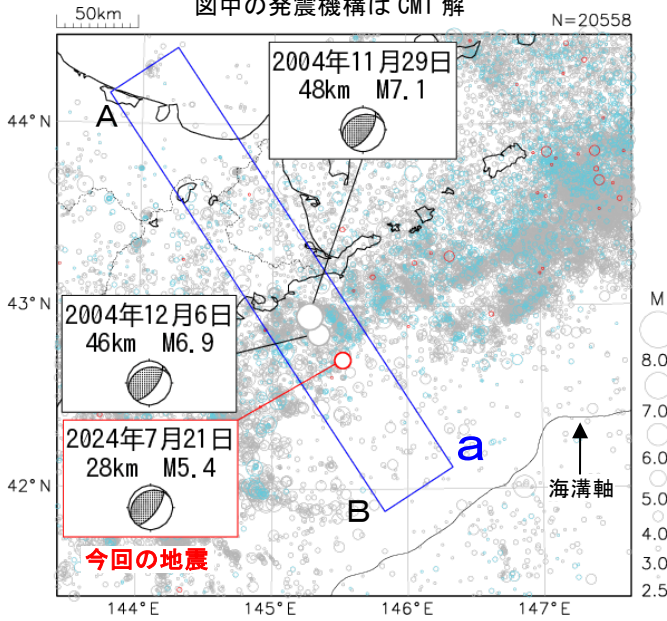 図中の発震機構は CMT 解
50km
N=20558
2004年11月29日
48km M7.1
A
44°N
43°N
2004年12月6日
46km M6.9
2024年7月21日
28km M5.4
今回の地震
a
B
海溝軸
42°N
144°E
145°E
146°E
147°E
M
8.0
7.0
6.0
5.0
4.0
3.0
2.5